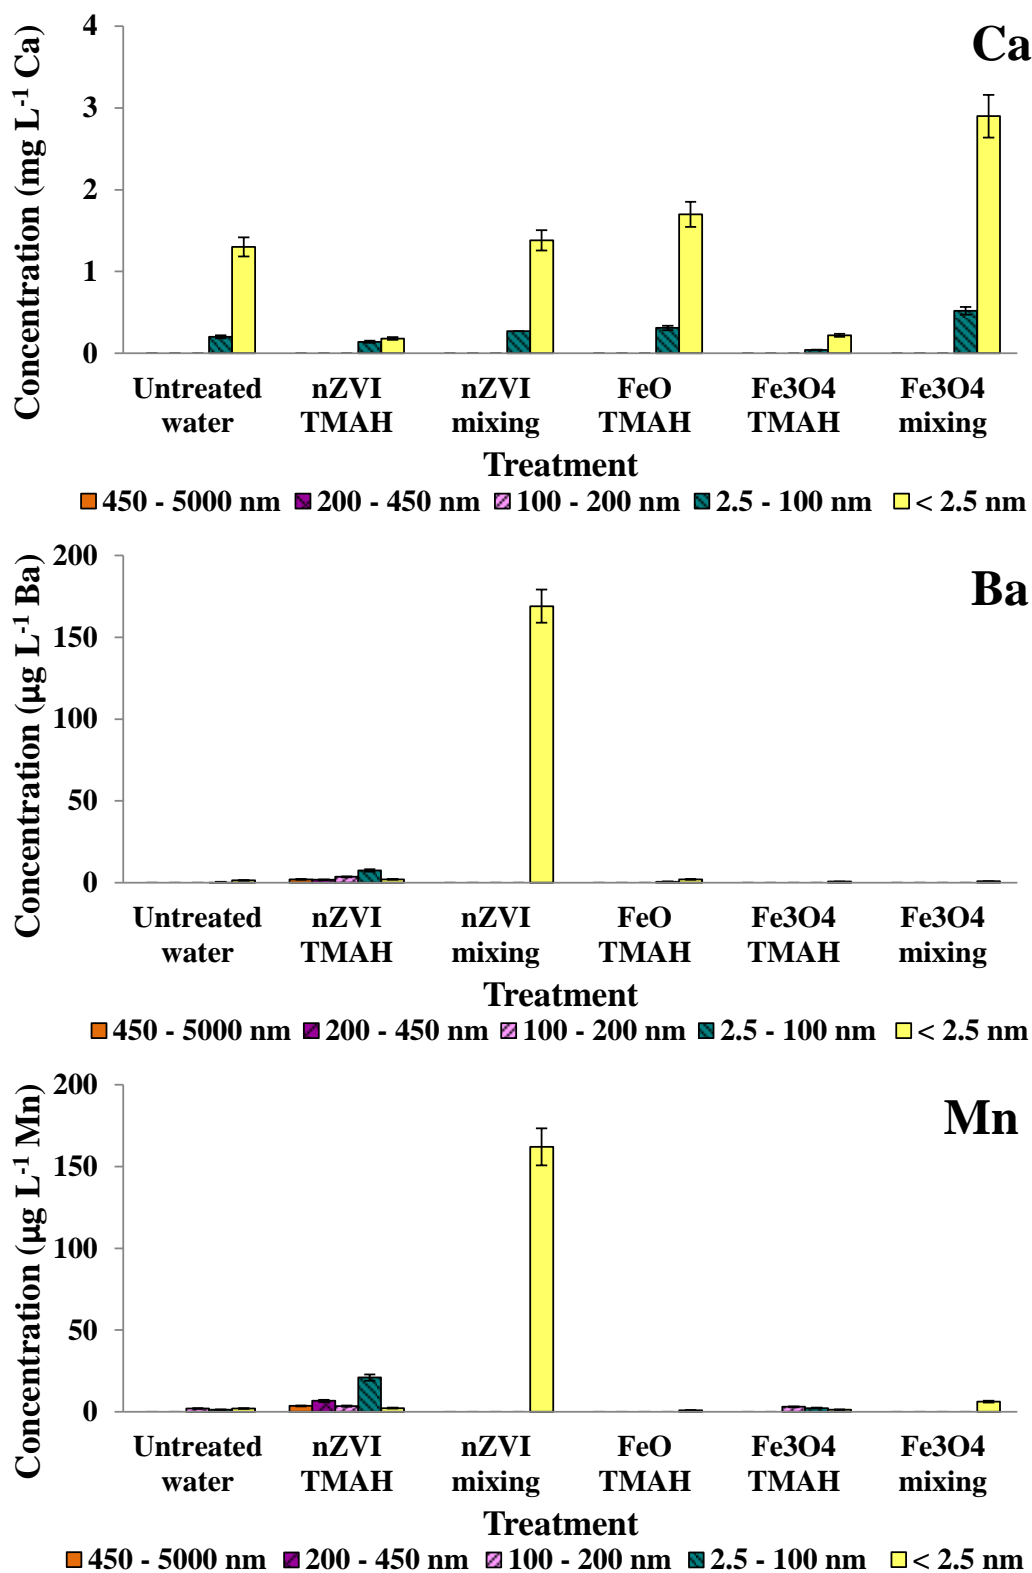 Ca
Concentration (mg L-1 Ca)
4
3
2
1
0
Untreated water
nZVI TMAH
nZVI mixing
FeO TMAH
Fe3O4 TMAH
Fe3O4 mixing
Treatment
450 - 5000 nm 200 - 450 nm 100 - 200 nm 2.5 - 100 nm < 2.5 nm
Ba
Concentration (µg L-1 Ba)
200
150
100
50
0
Untreated water
nZVI TMAH
nZVI mixing
FeO TMAH
Fe3O4 TMAH
Fe3O4 mixing
Treatment
450 - 5000 nm 200 - 450 nm 100 - 200 nm 2.5 - 100 nm < 2.5 nm
Mn
Concentration (µg L-1 Mn)
200
150
100
50
0
Untreated water
nZVI TMAH
nZVI mixing
FeO TMAH
Fe3O4 TMAH
Fe3O4 mixing
Treatment
450 - 5000 nm 200 - 450 nm 100 - 200 nm 2.5 - 100 nm < 2.5 nm